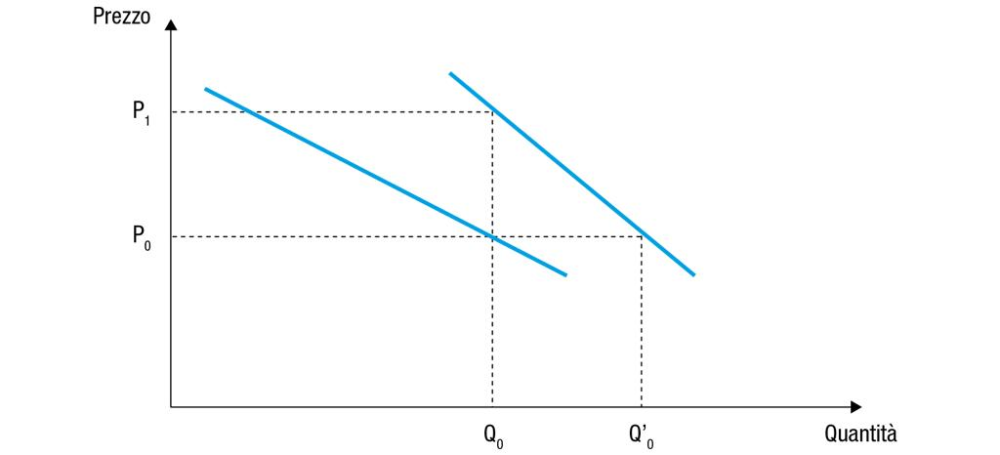 Prezzo
P₁
P₀
Q₀ Q'₀ Quantità